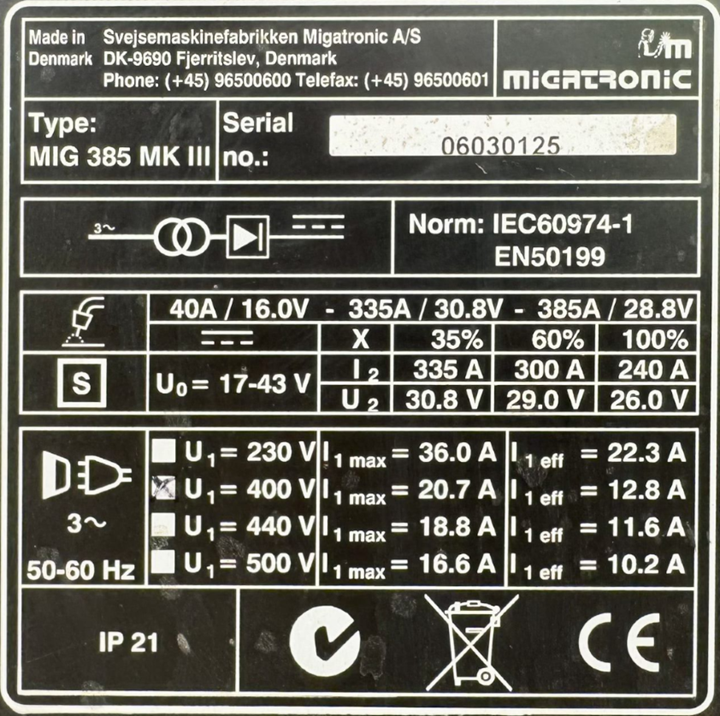 Made in Svejsemaskinefabrikken Migatronic A/S
Denmark DK-9690 Fjerritslev, Denmark
Phone: (+45) 96500600 Telefax: (+45) 96500601
m
MIGATRONIC
Type:
MIG 385 MK III
Serial
no.:
06030125
3~
Norm: IEC60974-1
EN50199
40A / 16.0V - 335A / 30.8V - 385A / 28.8V
X 35% 60% 100%
S
U0= 17-43 V
I2 335 A 300 A 240 A
U2 30.8 V 29.0 V 26.0 V
3~
50-60 Hz
U1= 230 V I1 max= 36.0 A I1 eff = 22.3 A
U1= 400 V I1 max= 20.7 A I1 eff = 12.8 A
U1= 440 V I1 max= 18.8 A I1 eff = 11.6 A
U1= 500 V I1 max= 16.6 A I1 eff = 10.2 A
IP 21
CE